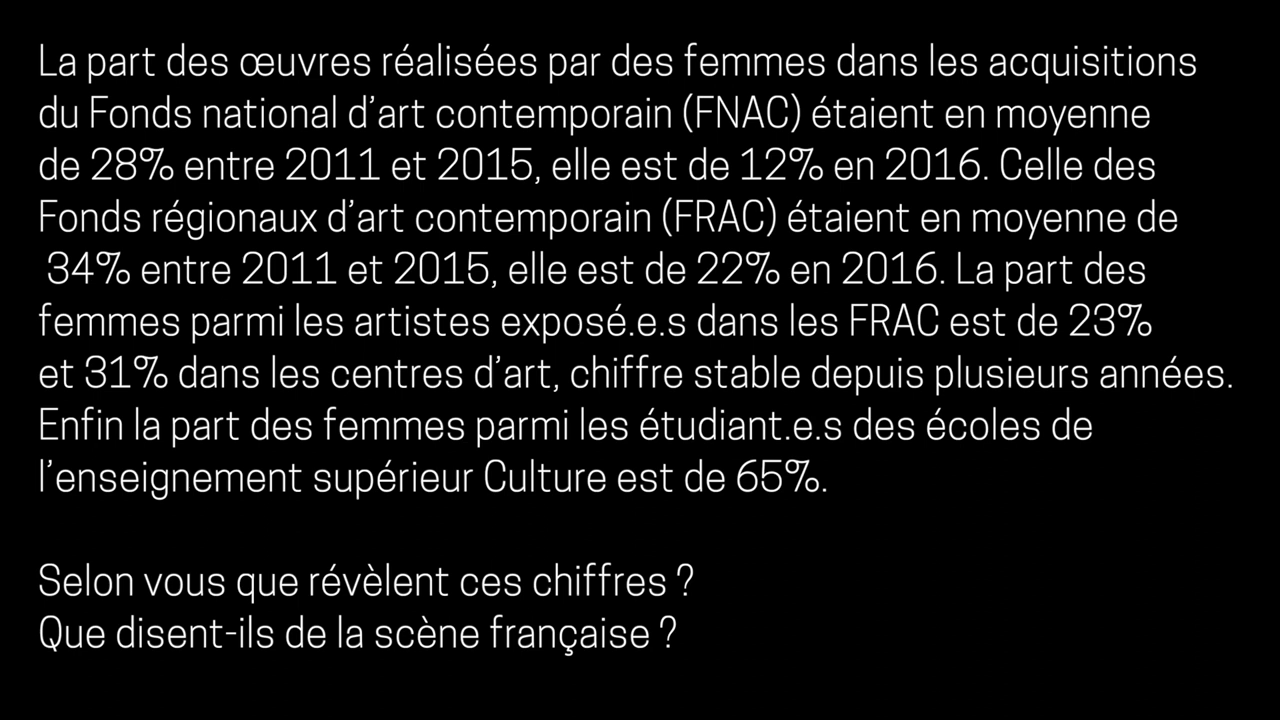 La part des œuvres réalisées par des femmes dans les acquisitions
du Fonds national d’art contemporain (FNAC) étaient en moyenne
de 28% entre 2011 et 2015, elle est de 12% en 2016. Celle des
Fonds régionaux d’art contemporain (FRAC) étaient en moyenne de
34% entre 2011 et 2015, elle est de 22% en 2016. La part des
femmes parmi les artistes exposé.e.s dans les FRAC est de 23%
et 31% dans les centres d’art, chiffre stable depuis plusieurs années.
Enfin la part des femmes parmi les étudiant.e.s des écoles de
l’enseignement supérieur Culture est de 65%.
Selon vous que révèlent ces chiffres ?
Que disent-ils de la scène française ?